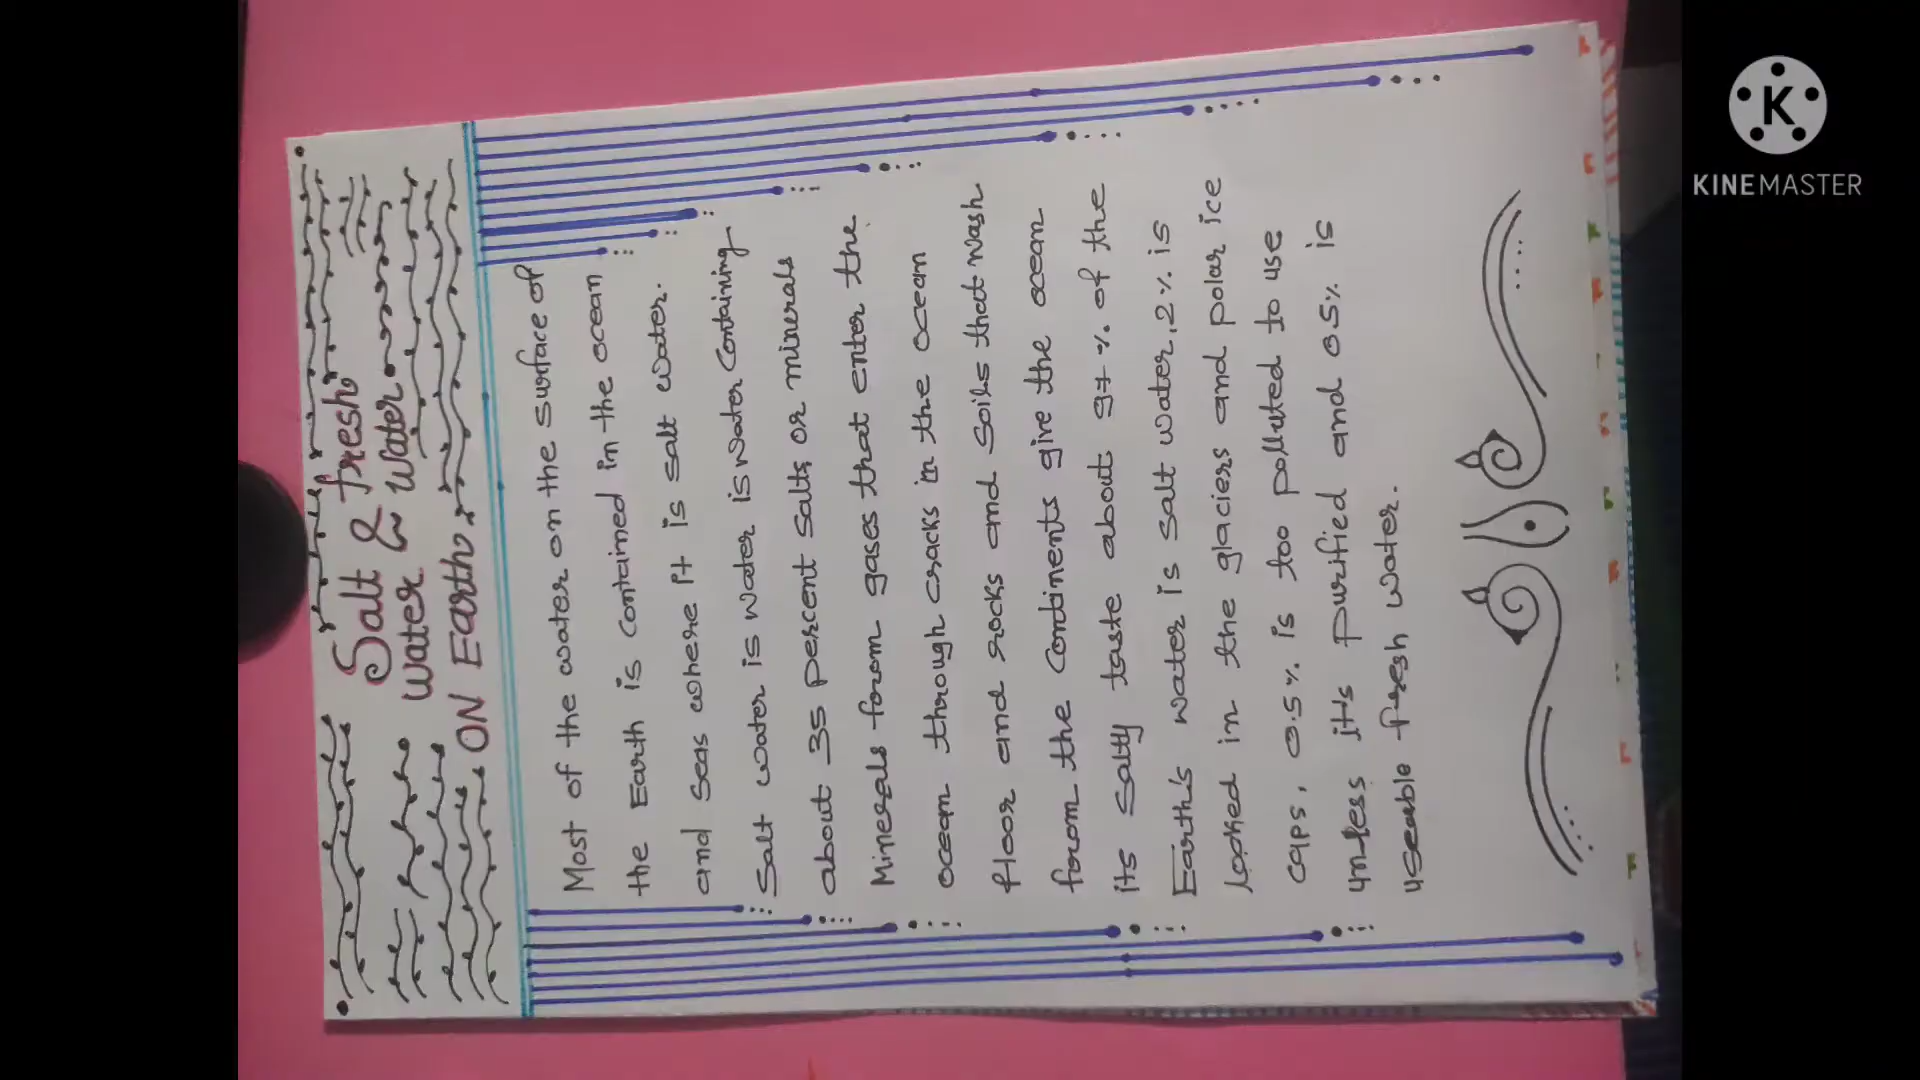 Salt & fresh
water & Water
ON Earth
Most of the water on the surface of
the Earth is contained in the ocean
and seas where it is salt water.
Salt water is water is water containing
about 35 percent salts or minerals
Minerals from gases that enter the
ocean through cracks in the ocean
floor and rocks and soils that wash
from the Continents give the ocean
its salty taste about 97%. of the
Earth's water is salt water, 2% is
locked in the glaciers and polar ice
caps, 0.5% is too polluted to use
unless it's purified and 0.5% is
useable fresh water.
K
KINEMASTER